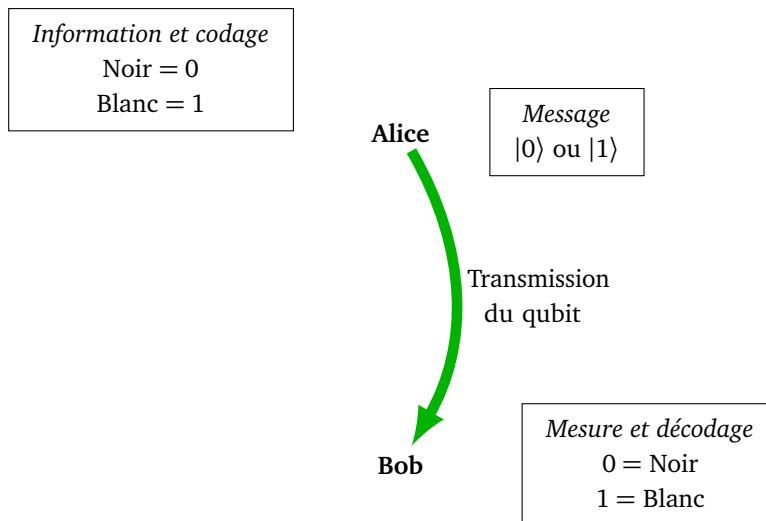 Information et codage
Noir = 0
Blanc = 1
Alice
Message
|0⟩ ou |1⟩
Transmission
du qubit
Bob
Mesure et décodage
0 = Noir
1 = Blanc